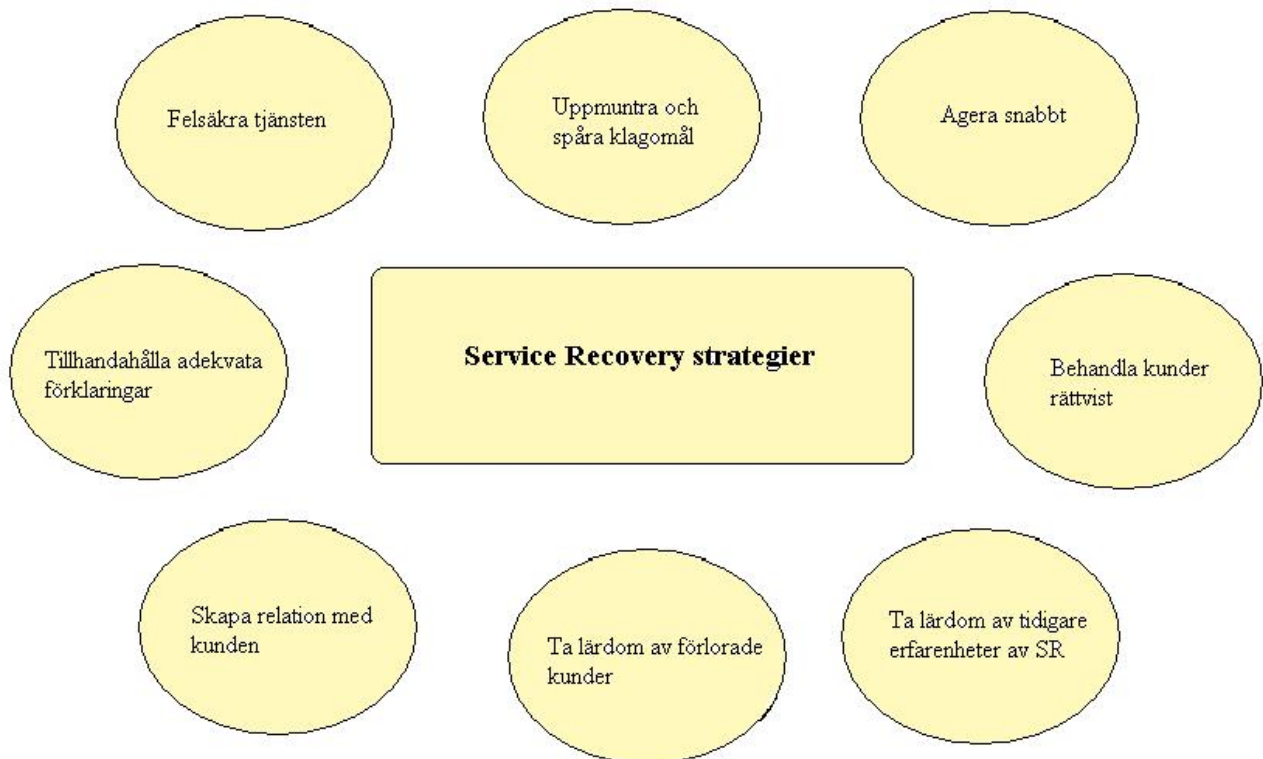 Felsäkra tjänsten
Uppmuntra och
spåra klagomål
Agera snabbt
Tillhandahålla adekvata
förklaringar
Service Recovery strategier
Behandla kunder
rättvist
Skapa relation med
kunden
Ta lärdom av förlorade
kunder
Ta lärdom av tidigare
erfarenheter av SR